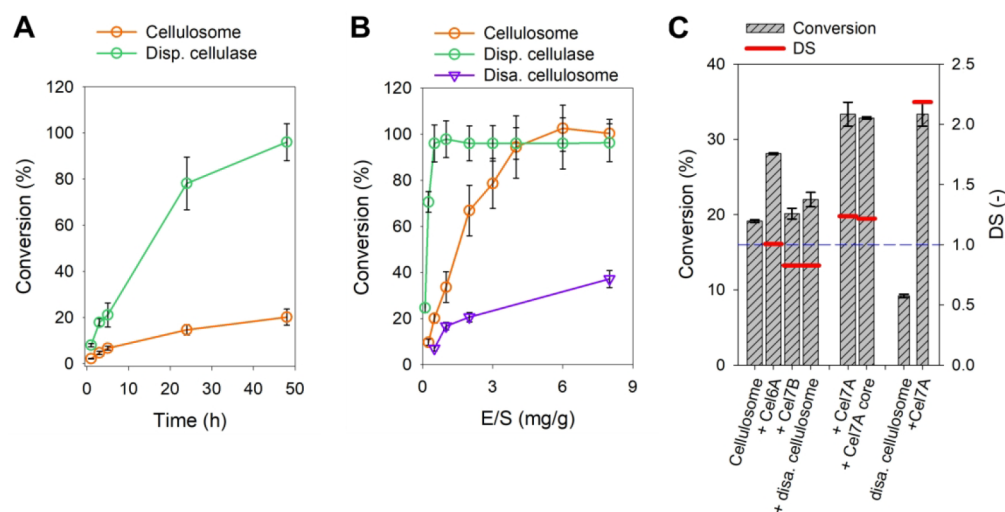 A
Cellulosome
Disp. cellulase
Conversion (%)
120
100
80
60
40
20
0
0 10 20 30 40 50
Time (h)
B
Cellulosome
Disp. cellulase
Disa. cellulosome
Conversion (%)
120
100
80
60
40
20
0
0 3 6 9
E/S (mg/g)
C
Conversion
DS
Conversion (%)
40
30
20
10
0
2.5
2.0
1.5
1.0
0.5
0.0
DS (-)
Cellulosome
+ Cel6A
+ Cel7B
+ disa. cellulosome
+ Cel7A
+ Cel7A core
disa. cellulosome
+Cel7A